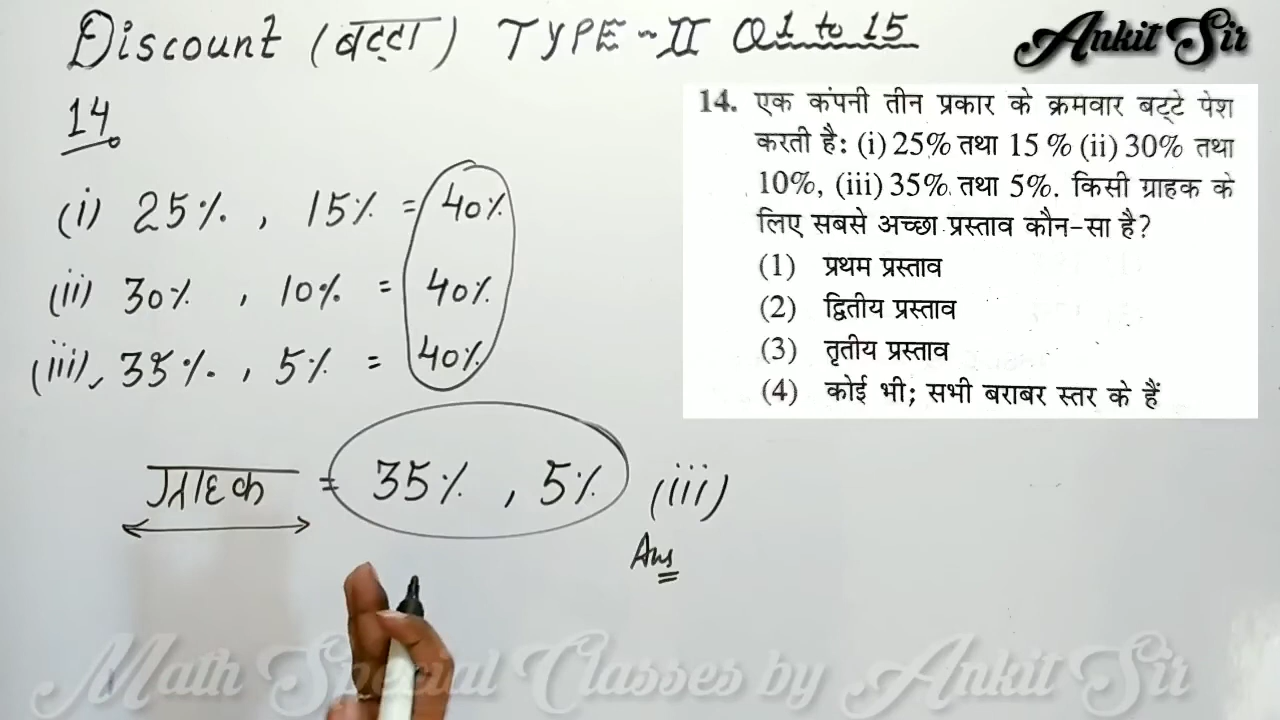 Discount (बट्टा) TYPE-II Q 1 to 15
Ankit Sir
14.
(i) 25% , 15% = 40%
(ii) 30% , 10% = 40%
(iii) 35% , 5% = 40%
ग्राहक = 35% , 5% (iii)
Ans
14. एक कंपनी तीन प्रकार के क्रमवार बट्टे पेश
करती है: (i) 25% तथा 15 % (ii) 30% तथा
10%, (iii) 35% तथा 5%. किसी ग्राहक के
लिए सबसे अच्छा प्रस्ताव कौन-सा है?
(1) प्रथम प्रस्ताव
(2) द्वितीय प्रस्ताव
(3) तृतीय प्रस्ताव
(4) कोई भी; सभी बराबर स्तर के हैं
Math Special Classes by Ankit Sir